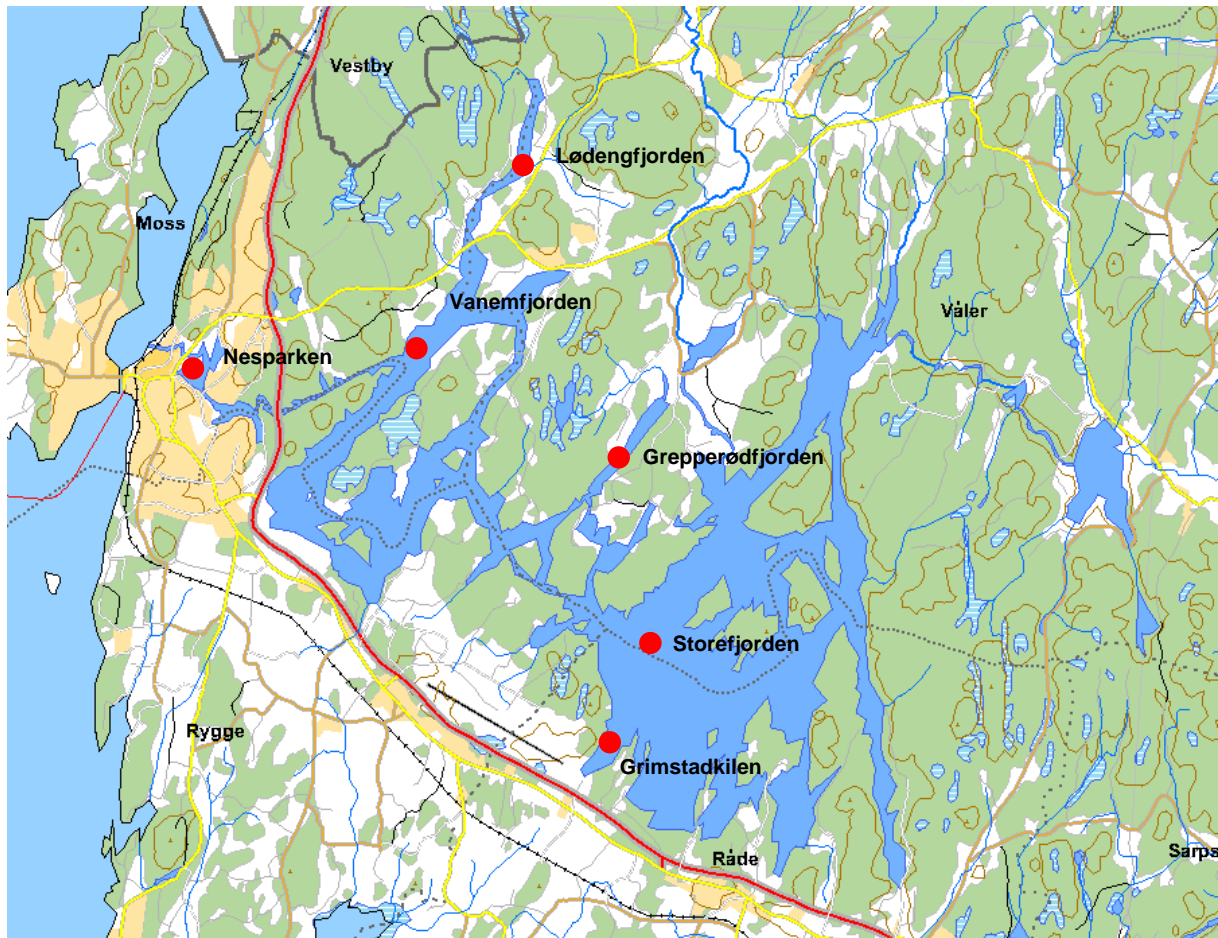 Vestby
Lødengfjorden
Moss
Vanemfjorden
Våler
Nesparken
Grepperødfjorden
Storefjorden
Rygge
Grimstadkilen
Råde
Sarps